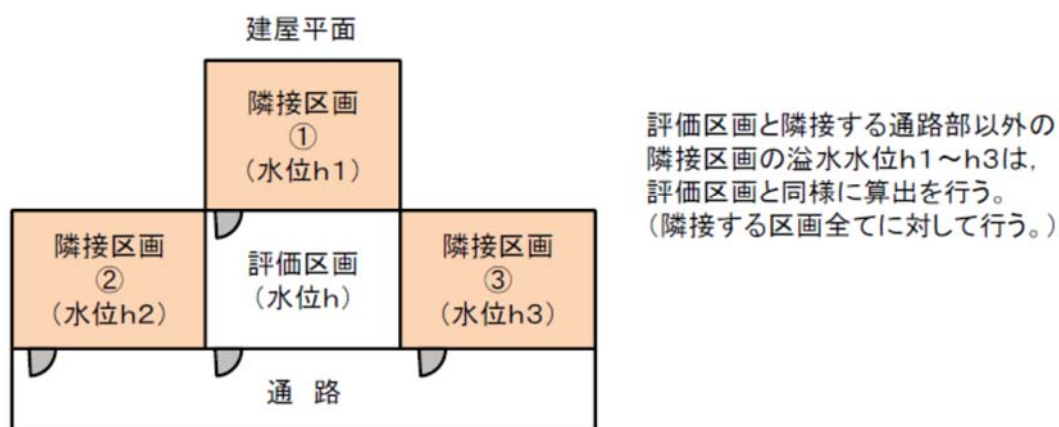 建屋平面
隣接区画
①
（水位h1）
隣接区画
②
（水位h2）
評価区画
（水位h）
隣接区画
③
（水位h3）
通 路
評価区画と隣接する通路部以外の
隣接区画の溢水水位h1～h3は，
評価区画と同様に算出を行う。
（隣接する区画全てに対して行う。）